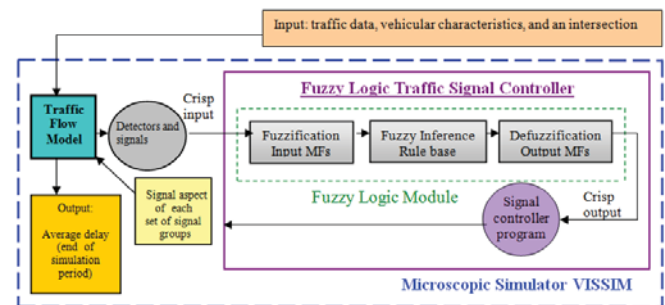 Input: traffic data, vehicular characteristics, and an intersection
Fuzzy Logic Traffic Signal Controller
Crisp
input
Traffic
Flow
Model
Detectors and
signals
Fuzzification
Input MFs
Fuzzy Inference
Rule base
Defuzzification
Output MFs
Fuzzy Logic Module
Crisp
output
Signal
controller
program
Signal aspect
of each
set of signal
groups
Output:
Average delay
(end of
simulation
period)
Microscopic Simulator VISSIM